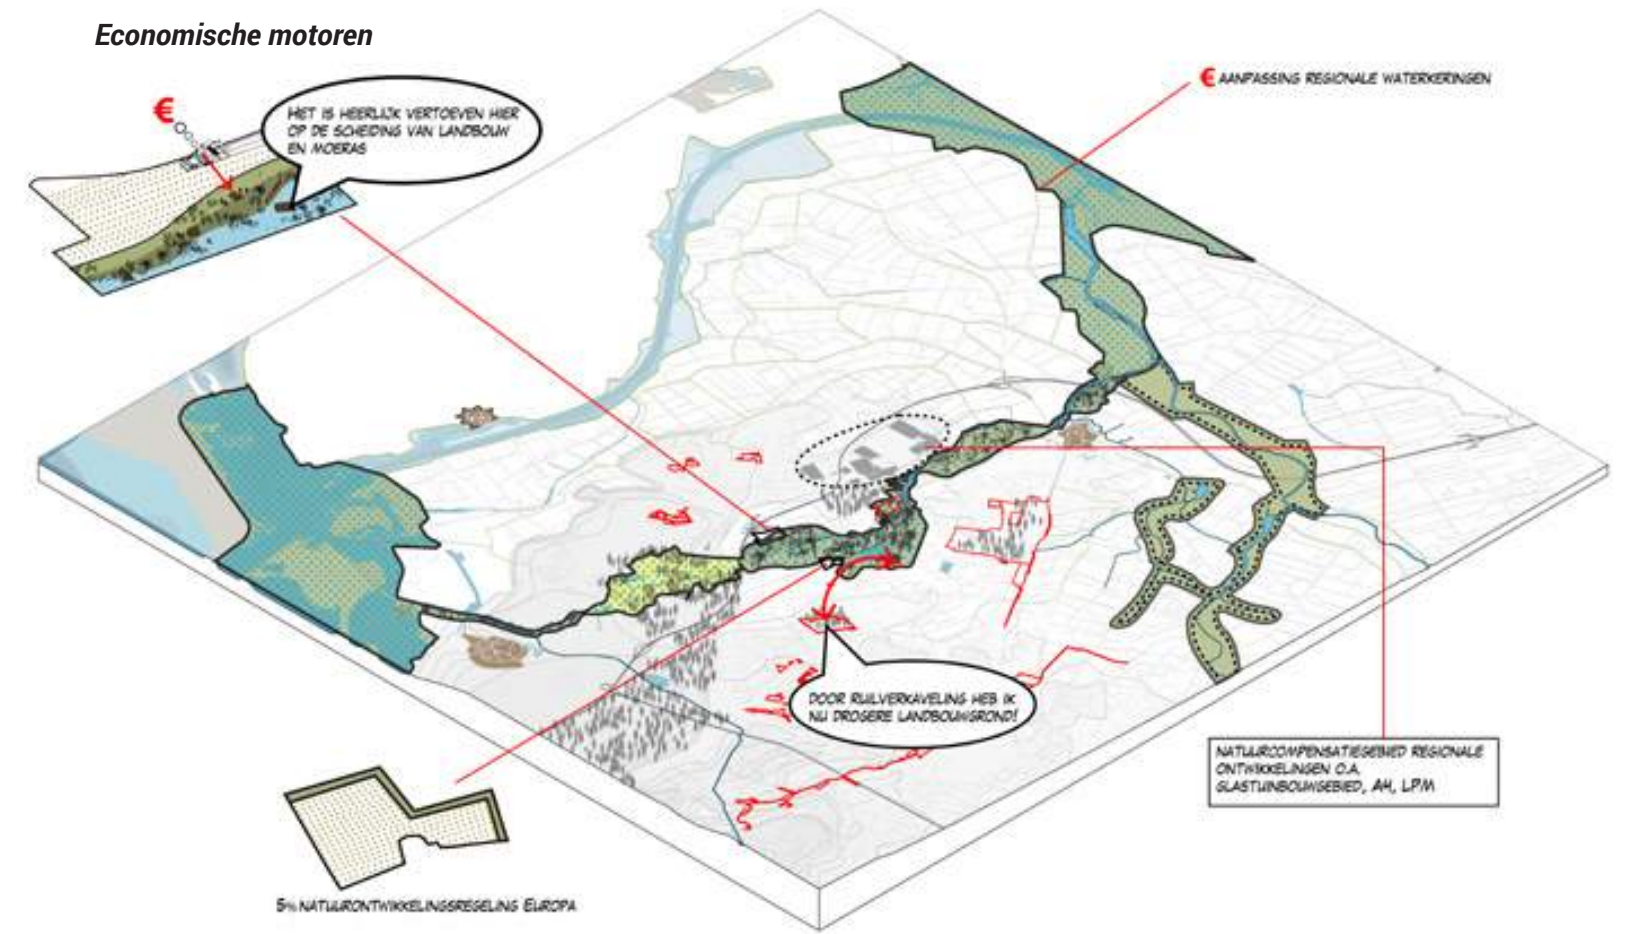 Economische motoren
€ AANPASSING REGIONALE WATERKERINGEN
€
HET IS HEERLIJK VERTOEVEN HIER
OP DE SCHEIDING VAN LANDBOUW
EN MOERAS
DOOR RUILVERKAVELING HEB IK
NU DROGERE LANDBOUWGROND!
NATUURCOMPENSATIEGEBIED REGIONALE
ONTWIKKELINGEN O.A.
GLASTUINBOUWGEBIED, AH, LPM
5% NATUURONTWIKKELINGSREGELING EUROPA